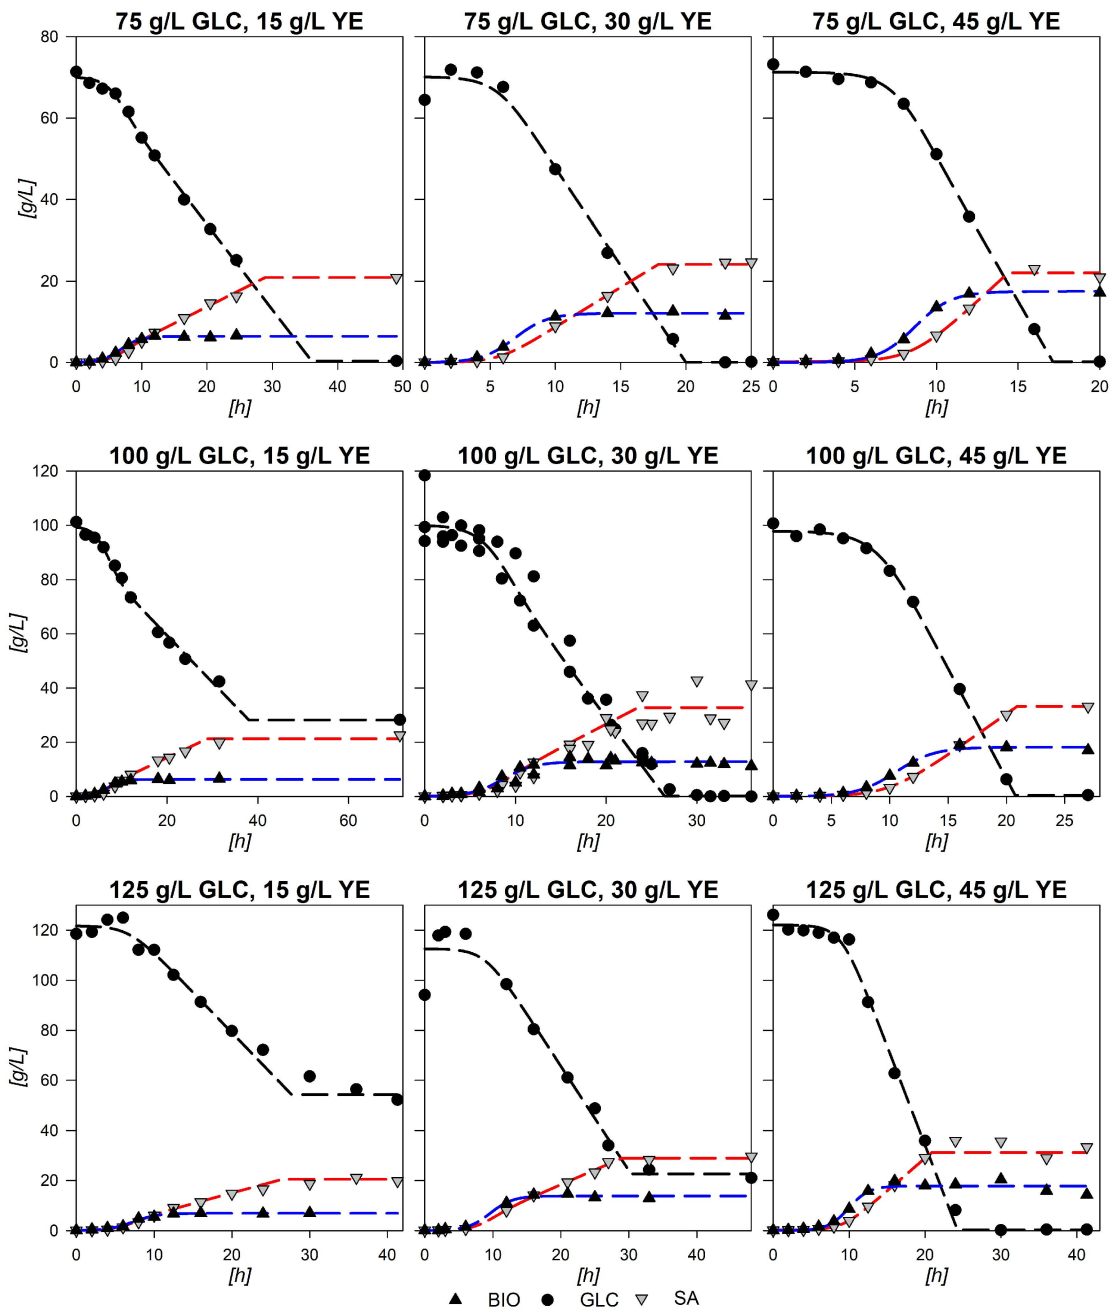 75 g/L GLC, 15 g/L YE 75 g/L GLC, 30 g/L YE 75 g/L GLC, 45 g/L YE
80
60
[g/L]
40
20
0
0 10 20 30 40 50 0 5 10 15 20 25 0 5 10 15 20
[h] [h] [h]
100 g/L GLC, 15 g/L YE 100 g/L GLC, 30 g/L YE 100 g/L GLC, 45 g/L YE
120
100
80
[g/L]
60
40
20
0
0 20 40 60 0 10 20 30 0 5 10 15 20 25
[h] [h] [h]
125 g/L GLC, 15 g/L YE 125 g/L GLC, 30 g/L YE 125 g/L GLC, 45 g/L YE
120
100
80
[g/L]
60
40
20
0
0 10 20 30 40 0 10 20 30 40 0 10 20 30 40
[h] [h] [h]
BIO GLC SA